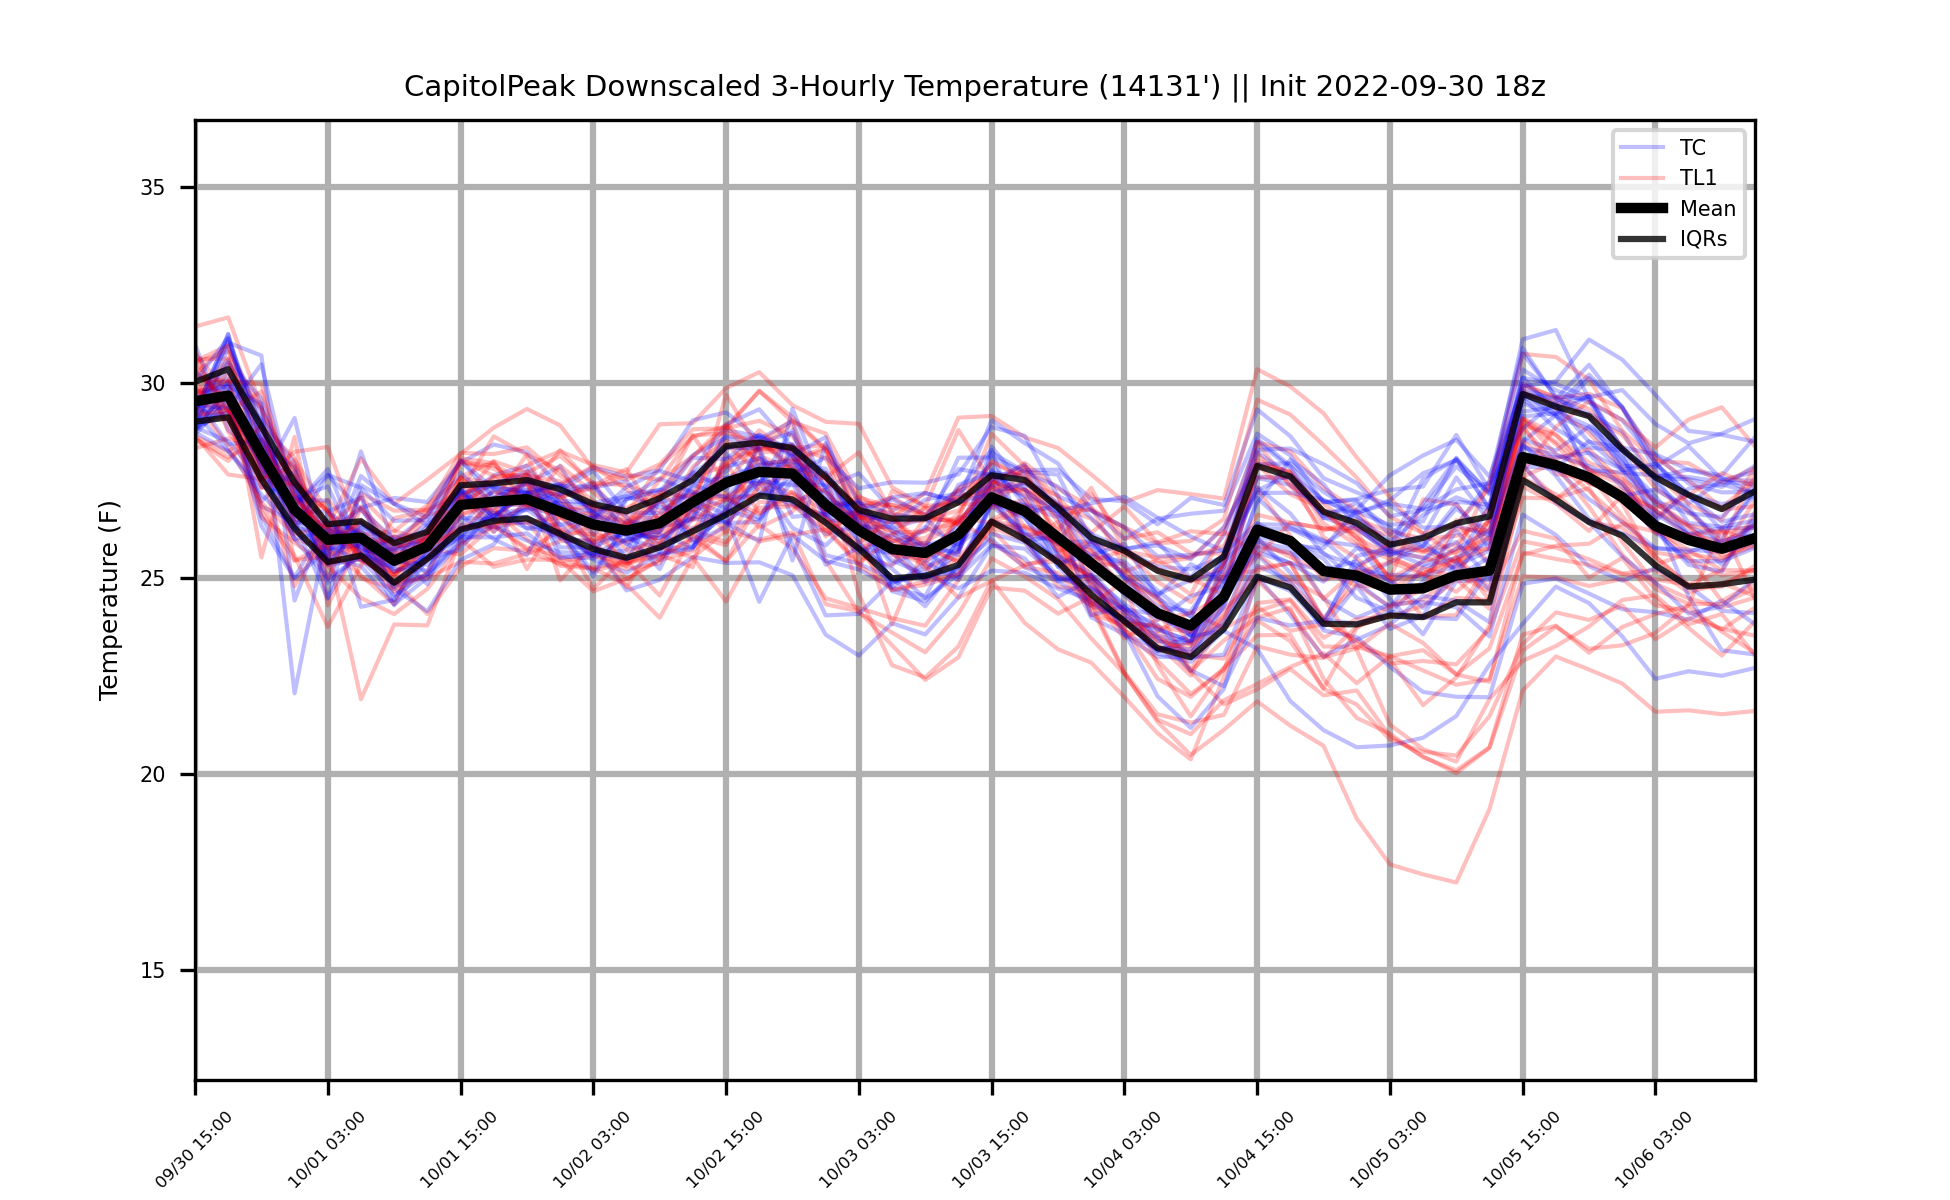 CapitolPeak Downscaled 3-Hourly Temperature (14131') || Init 2022-09-30 18z
TC
TL1
Mean
IQRs
Temperature (F)
35
30
25
20
15
09/30 15:00
10/01 03:00
10/01 15:00
10/02 03:00
10/02 15:00
10/03 03:00
10/03 15:00
10/04 03:00
10/04 15:00
10/05 03:00
10/05 15:00
10/06 03:00